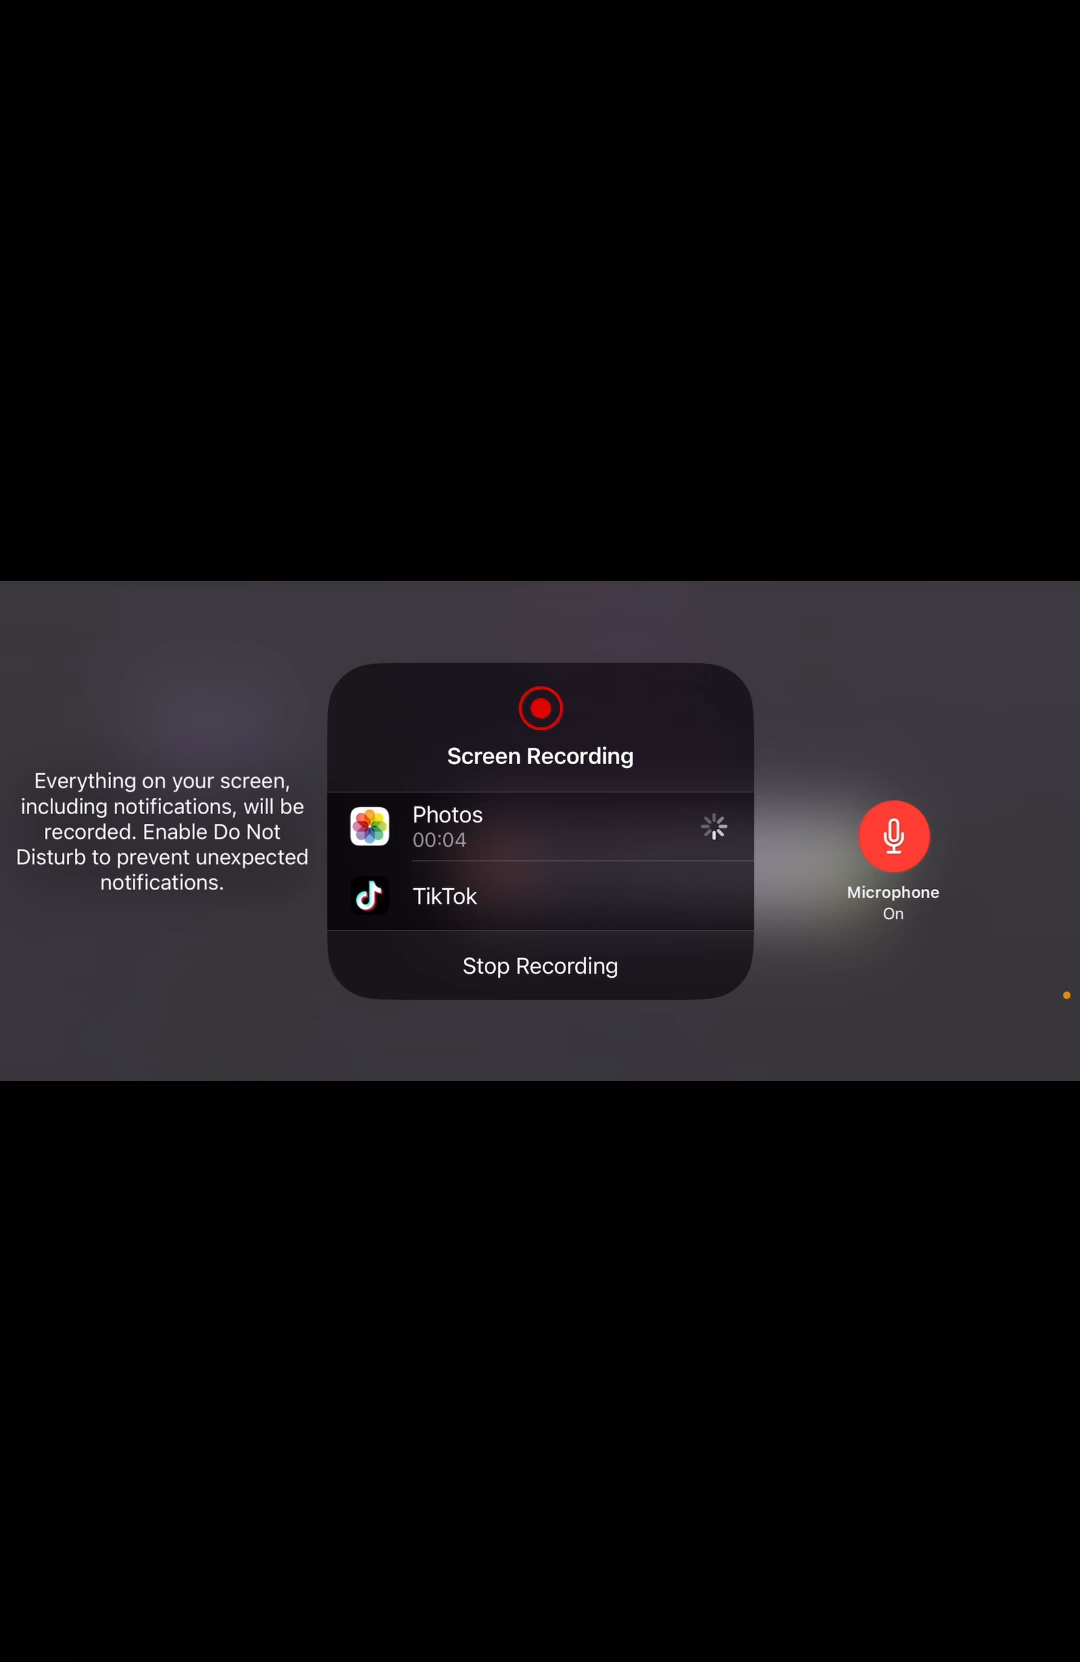 Everything on your screen,
including notifications, will be
recorded. Enable Do Not
Disturb to prevent unexpected
notifications.
Screen Recording
Photos
00:04
TikTok
Stop Recording
Microphone
On